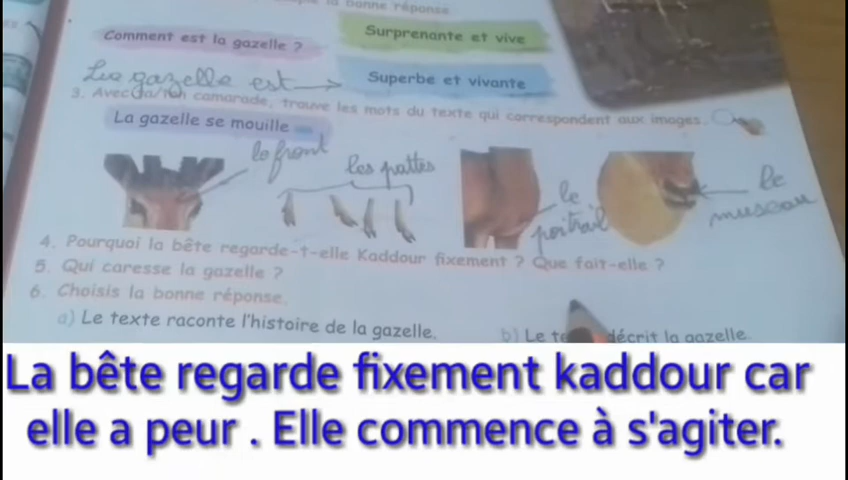 la bonne réponse
Comment est la gazelle ?
Surprenante et vive
La gazelle est
Superbe et vivante
3. Avec ta/ton camarade, trouve les mots du texte qui correspondent aux images.
La gazelle se mouille
le front
les pattes
le
poitrail
le
museau
4. Pourquoi la bête regarde-t-elle Kaddour fixement ? Que fait-elle ?
5. Qui caresse la gazelle ?
6. Choisis la bonne réponse.
a) Le texte raconte l'histoire de la gazelle.
b) Le décrit la gazelle.
La bête regarde fixement kaddour car
elle a peur . Elle commence à s'agiter.